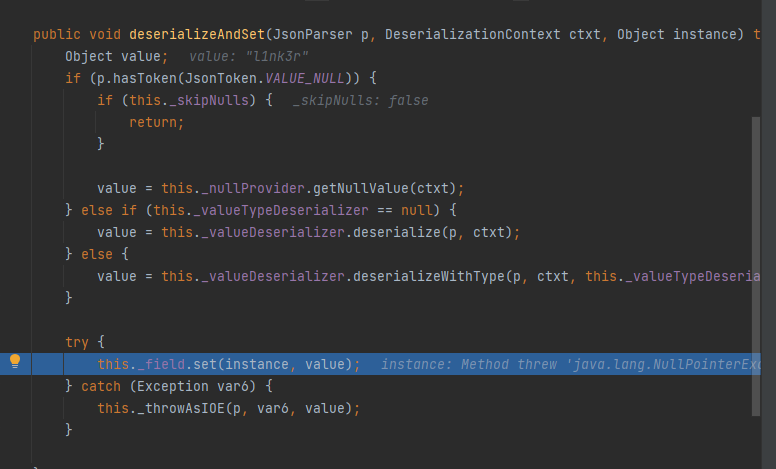 public void deserializeAndSet(JsonParser p, DeserializationContext ctxt, Object instance) t
Object value; value: "l1nk3r"
if (p.hasToken(JsonToken.VALUE_NULL)) {
if (this._skipNulls) { _skipNulls: false
return;
}
value = this._nullProvider.getNullValue(ctxt);
} else if (this._valueTypeDeserializer == null) {
value = this._valueDeserializer.deserialize(p, ctxt);
} else {
value = this._valueDeserializer.deserializeWithType(p, ctxt, this._valueTypeDeseria
}
try {
this._field.set(instance, value); instance: Method threw 'java.lang.NullPointerExc
} catch (Exception var6) {
this._throwAsIOE(p, var6, value);
}